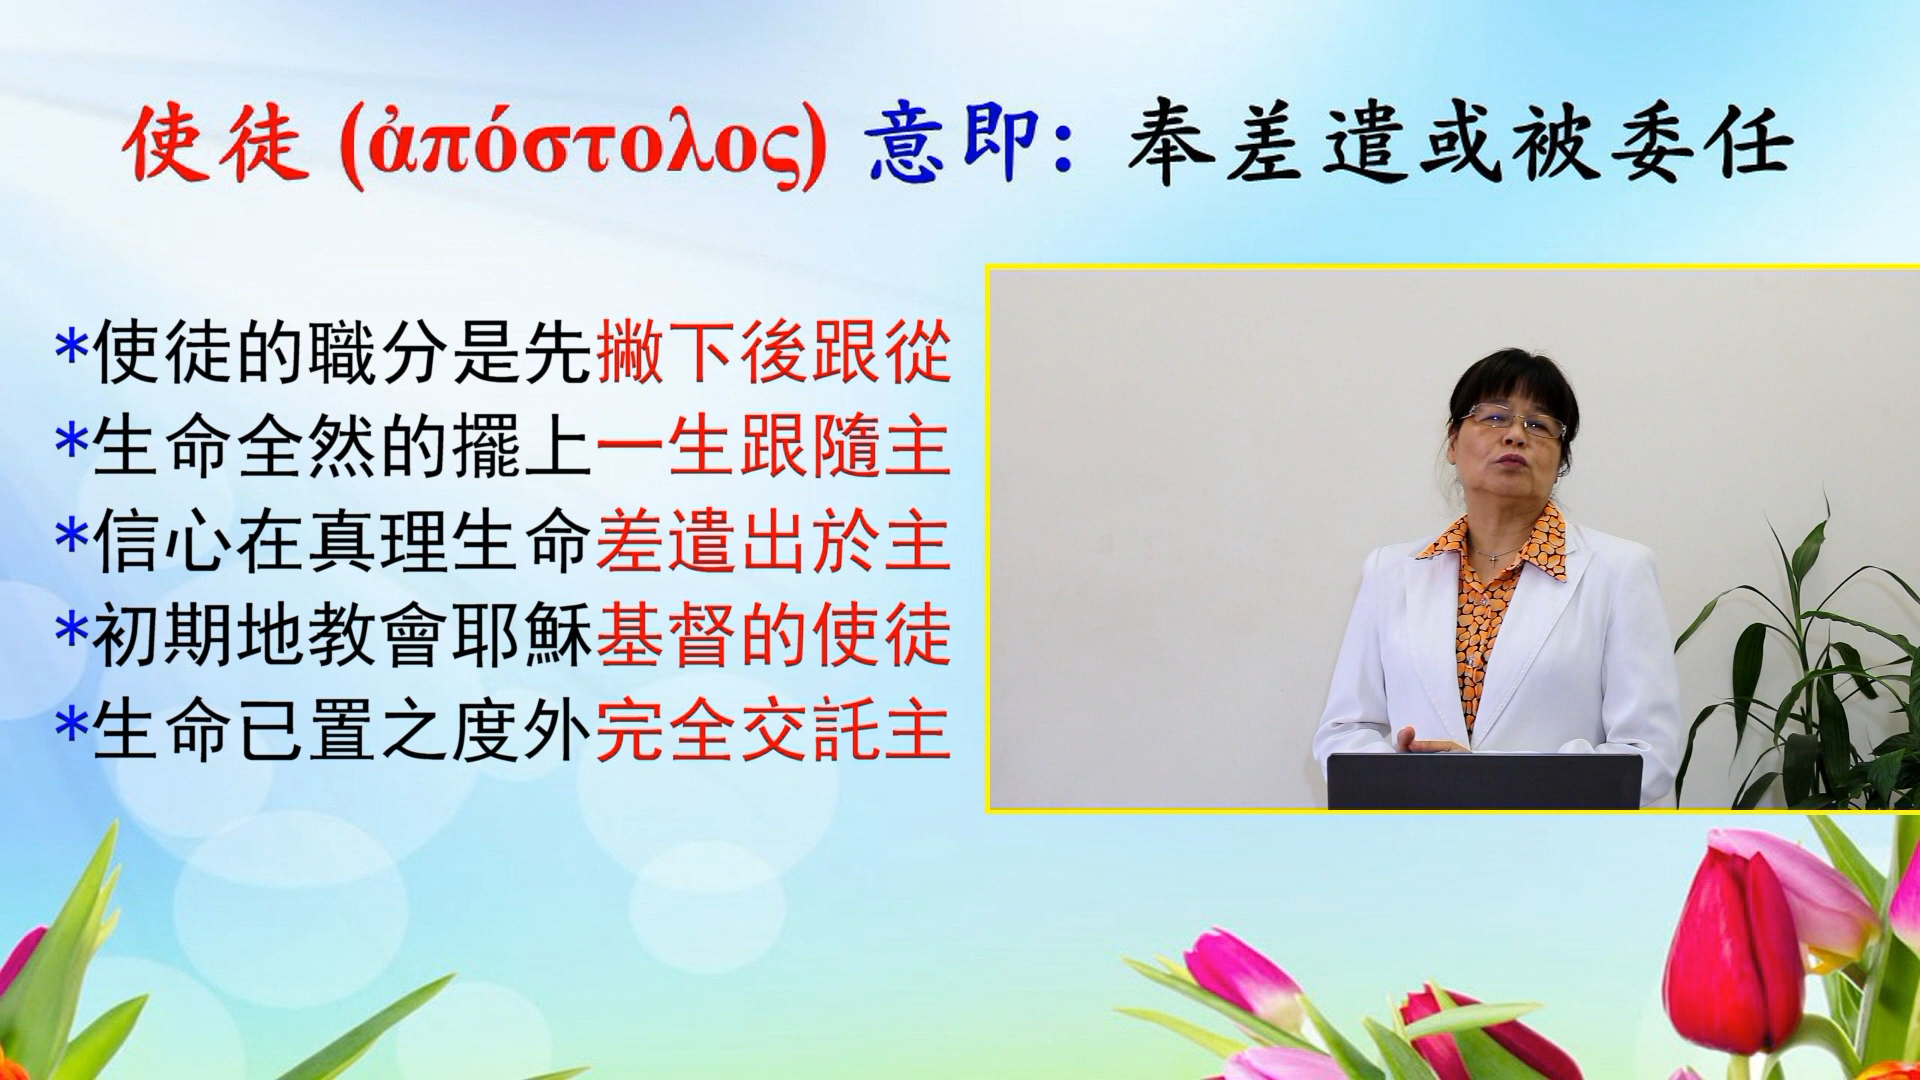 使徒 (ἀπόστολος) 意即: 奉差遣或被委任
*使徒的職分是先撇下後跟從
*生命全然的擺上一生跟隨主
*信心在真理生命差遣出於主
*初期地教會耶穌基督的使徒
*生命已置之度外完全交託主